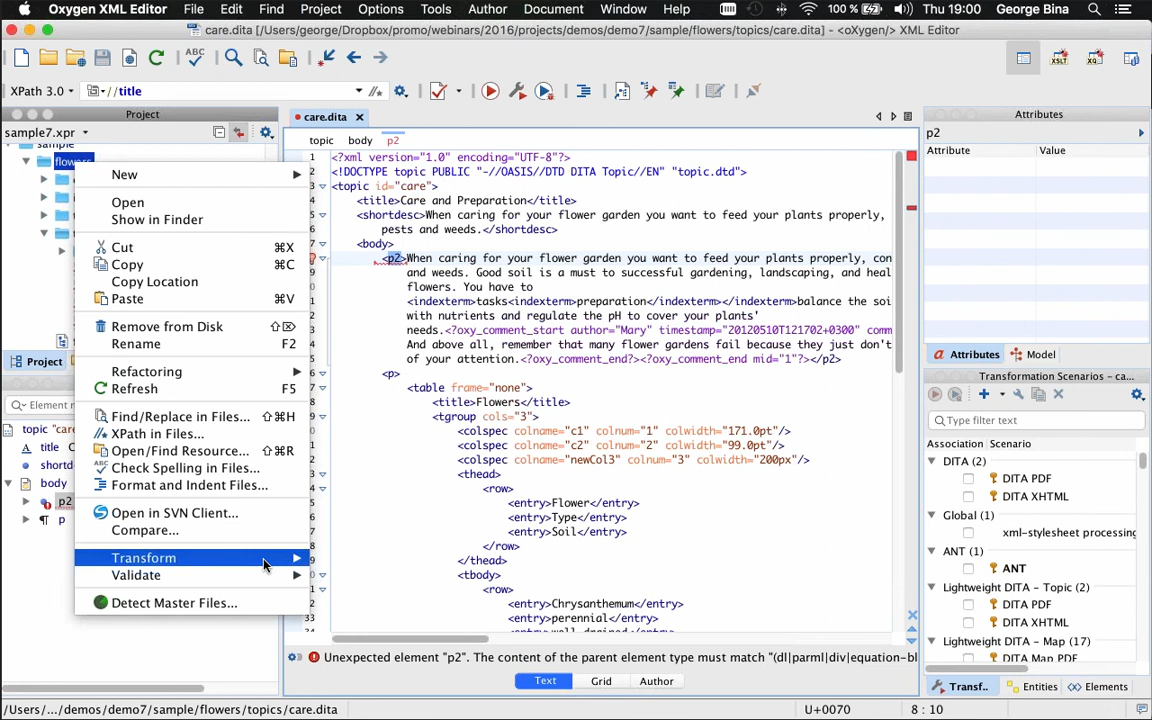 Oxygen XML Editor File Edit Find Project Options Tools Author Document Window Help 100% Thu 19:00 George Bina
care.dita [/Users/george/Dropbox/promo/webinars/2016/projects/demos/demo7/sample/flowers/topics/care.dita] - <oXygen/> XML Editor
ABC
XSLT
XQ
XPath 3.0 //title
Project
sample7.xpr
sample
flowers
New
Open
Show in Finder
Cut ⌘X
Copy ⌘C
Copy Location
Paste ⌘V
Remove from Disk ⇧⌦
Rename F2
Refactoring
Refresh F5
Find/Replace in Files... ⇧⌘H
XPath in Files...
Open/Find Resource... ⇧⌘R
Check Spelling in Files...
Format and Indent Files...
Open in SVN Client...
Compare...
Transform
Validate
Detect Master Files...
Project
Element
topic "care
title
shortd
body
p2
p
care.dita
topic body p2
1 <?xml version="1.0" encoding="UTF-8"?>
2 <!DOCTYPE topic PUBLIC "-//OASIS//DTD DITA Topic//EN" "topic.dtd">
3 <topic id="care">
<title>Care and Preparation</title>
<shortdesc>When caring for your flower garden you want to feed your plants properly,
pests and weeds.</shortdesc>
<body>
<p2>When caring for your flower garden you want to feed your plants properly, con
and weeds. Good soil is a must to successful gardening, landscaping, and heal
flowers. You have to
<indexterm>tasks<indexterm>preparation</indexterm></indexterm>balance the soi
with nutrients and regulate the pH to cover your plants'
needs.<?oxy_comment_start author="Mary" timestamp="20120510T121702+0300" comm
And above all, remember that many flower gardens fail because they just don't
of your attention.<?oxy_comment_end?><?oxy_comment_end mid="1"?></p2>
<p>
<table frame="none">
<title>Flowers</title>
<tgroup cols="3">
<colspec colname="c1" colnum="1" colwidth="171.0pt"/>
<colspec colname="c2" colnum="2" colwidth="99.0pt"/>
<colspec colname="newCol3" colnum="3" colwidth="200px"/>
<thead>
<row>
<entry>Flower</entry>
<entry>Type</entry>
<entry>Soil</entry>
</row>
</thead>
<tbody>
<row>
<entry>Chrysanthemum</entry>
<entry>perennial</entry>
<entry>well drained</entry>
Unexpected element "p2". The content of the parent element type must match "(dl|parml|div|equation-bl
Text Grid Author
Attributes
p2
Attribute Value
Attributes Model
Transformation Scenarios - ca...
Type filter text
Association Scenario
DITA (2)
DITA PDF
DITA XHTML
Global (1)
xml-stylesheet processing
ANT (1)
ANT
Lightweight DITA - Topic (2)
DITA PDF
DITA XHTML
Lightweight DITA - Map (17)
DITA Map PDF
Transf... Entities Elements
/Users/.../demos/demo7/sample/flowers/topics/care.dita U+0070 8 : 10